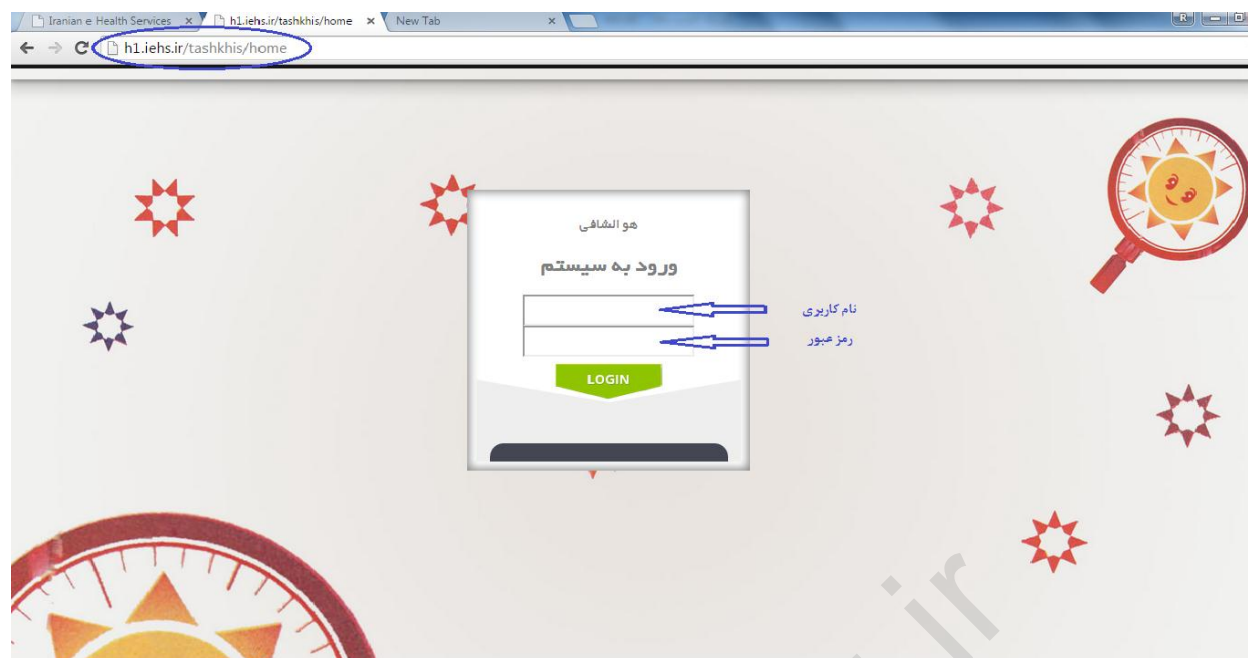 Iranian e Health Services
h1.iehs.ir/tashkhis/home
New Tab
h1.iehs.ir/tashkhis/home
هو الشافی
ورود به سیستم
نام کاربری
رمز عبور
LOGIN
.ir